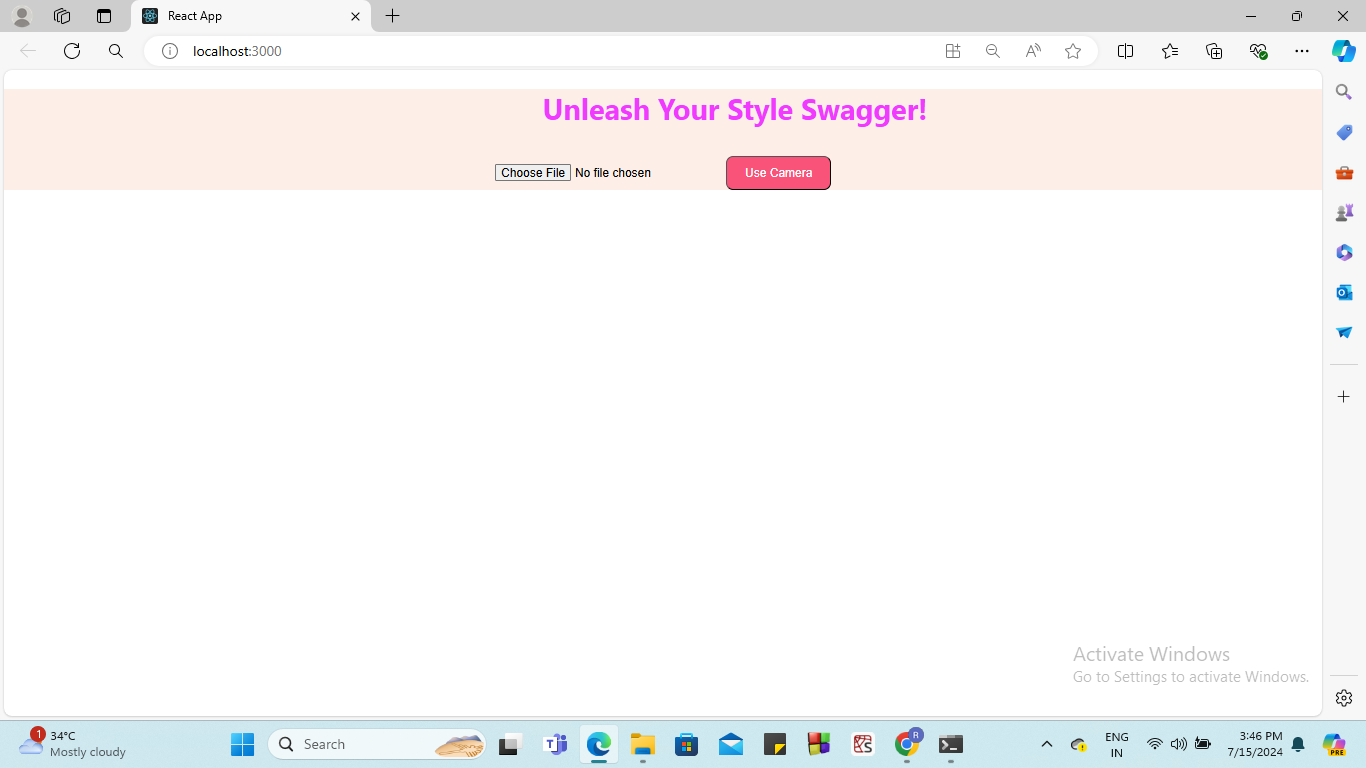 React App
localhost:3000
Unleash Your Style Swagger!
Choose File No file chosen
Use Camera
Activate Windows
Go to Settings to activate Windows.
1
34°C
Mostly cloudy
Search
R
ENG
IN
3:46 PM
7/15/2024
PRE